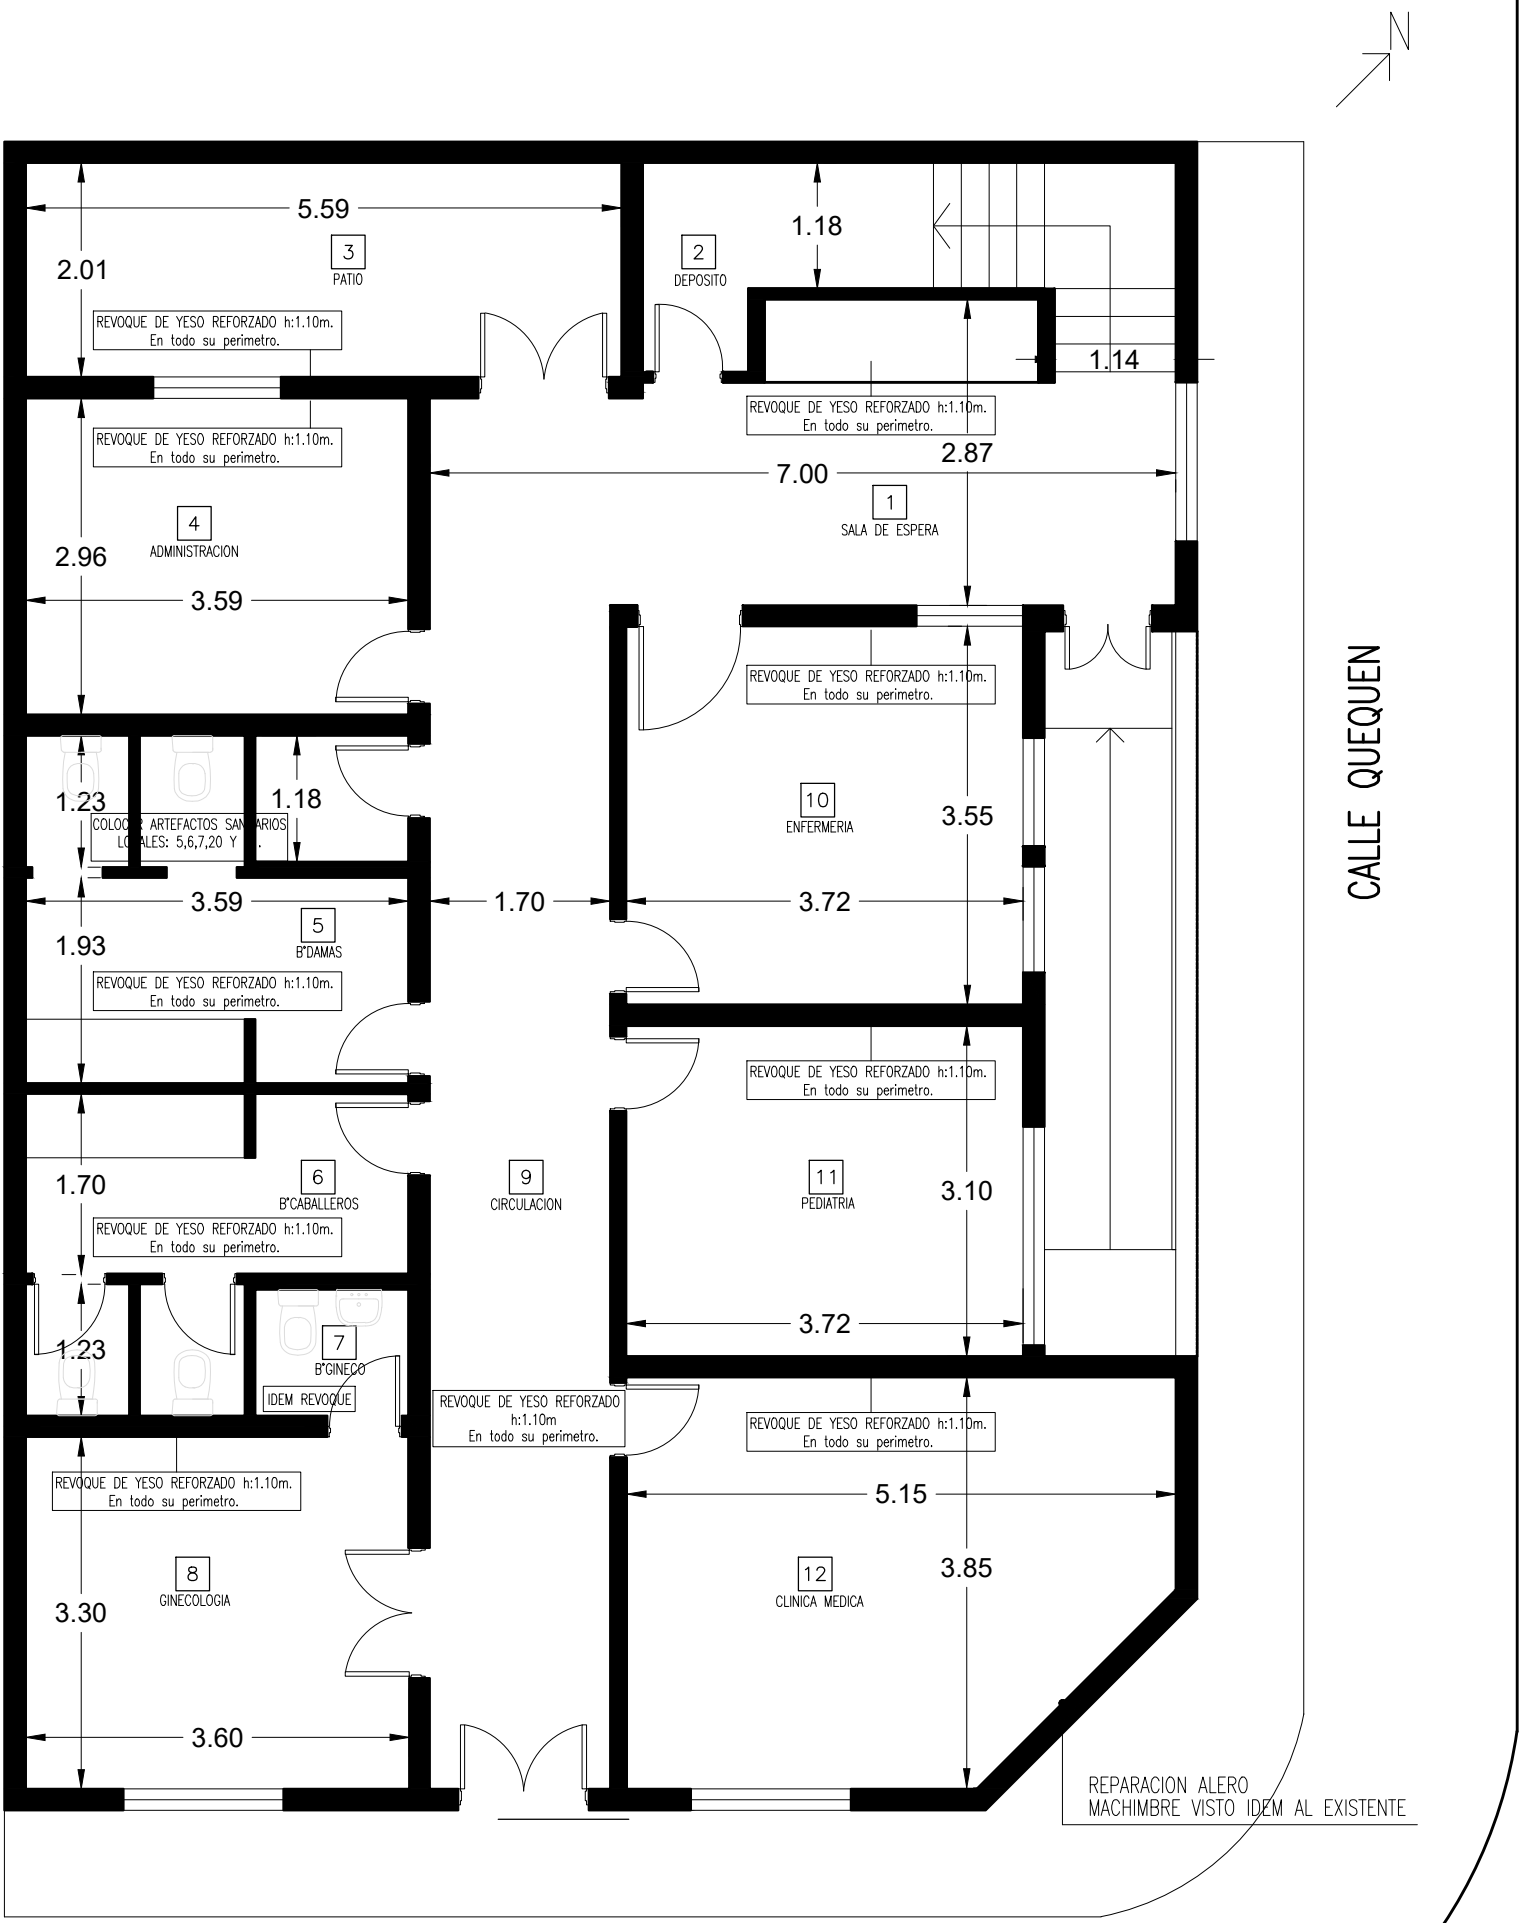 N
5.59
1.18
2.01
3
PATIO
2
DEPOSITO
REVOQUE DE YESO REFORZADO h:1.10m.
En todo su perimetro.
1.14
REVOQUE DE YESO REFORZADO h:1.10m.
En todo su perimetro.
REVOQUE DE YESO REFORZADO h:1.10m.
En todo su perimetro.
2.87
7.00
4
ADMINISTRACION
1
SALA DE ESPERA
2.96
3.59
REVOQUE DE YESO REFORZADO h:1.10m.
En todo su perimetro.
CALLE QUEQUEN
1.23
1.18
10
ENFERMERIA
3.55
ARTEFACTOS
LOCALES: 5,6,7,20 Y
3.59
1.70
3.72
5
B°DAMAS
1.93
REVOQUE DE YESO REFORZADO h:1.10m.
En todo su perimetro.
REVOQUE DE YESO REFORZADO h:1.10m.
En todo su perimetro.
1.70
6
B°CABALLEROS
9
CIRCULACION
11
PEDIATRIA
3.10
REVOQUE DE YESO REFORZADO h:1.10m.
En todo su perimetro.
3.72
1.23
7
B°GINECO
IDEM REVOQUE
REVOQUE DE YESO REFORZADO
h:1.10m
En todo su perimetro.
REVOQUE DE YESO REFORZADO h:1.10m.
En todo su perimetro.
REVOQUE DE YESO REFORZADO h:1.10m.
En todo su perimetro.
5.15
8
GINECOLOGIA
12
CLINICA MEDICA
3.85
3.30
3.60
REPARACION ALERO
MACHIMBRE VISTO IDEM AL EXISTENTE